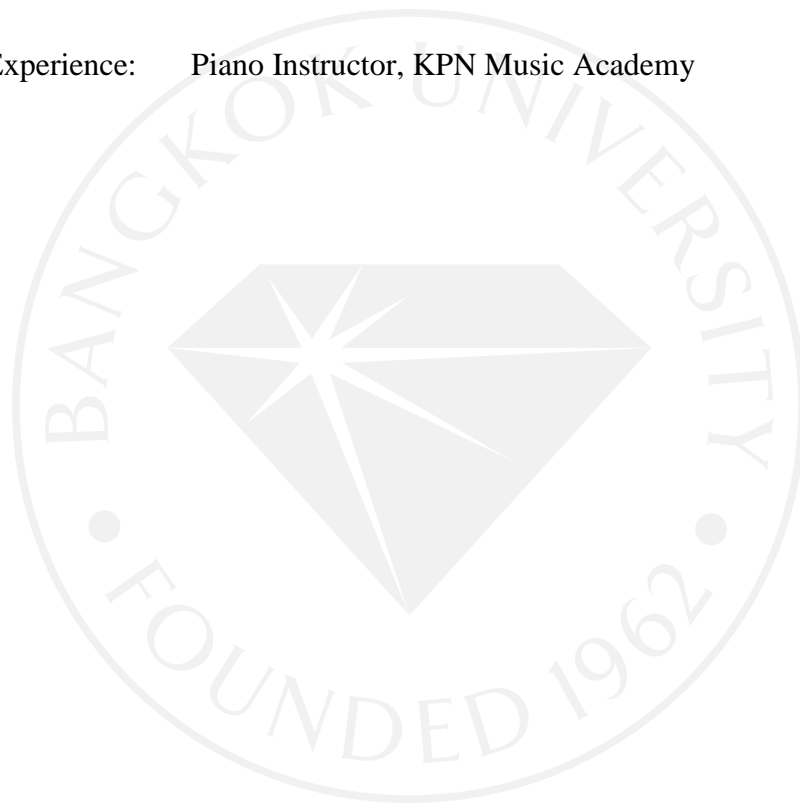 Experience: Piano Instructor, KPN Music Academy
BANGKOK UNIVERSITY
FOUNDED 1962